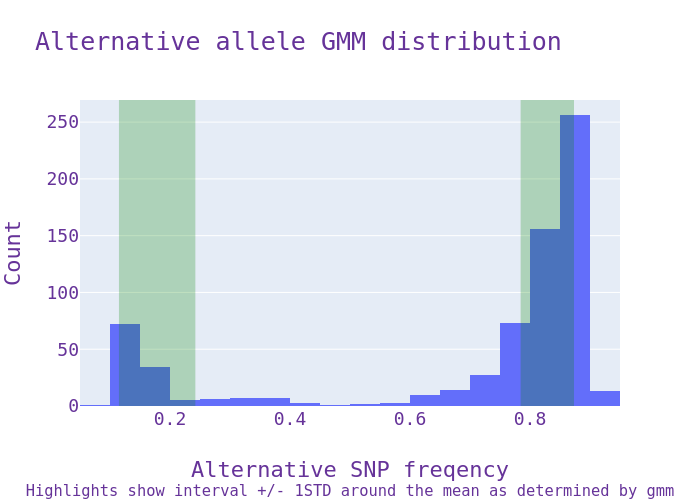 Alternative allele GMM distribution
250
200
150
100
50
0
Count
0.2 0.4 0.6 0.8
Alternative SNP freqency
Highlights show interval +/- 1STD around the mean as determined by gmm